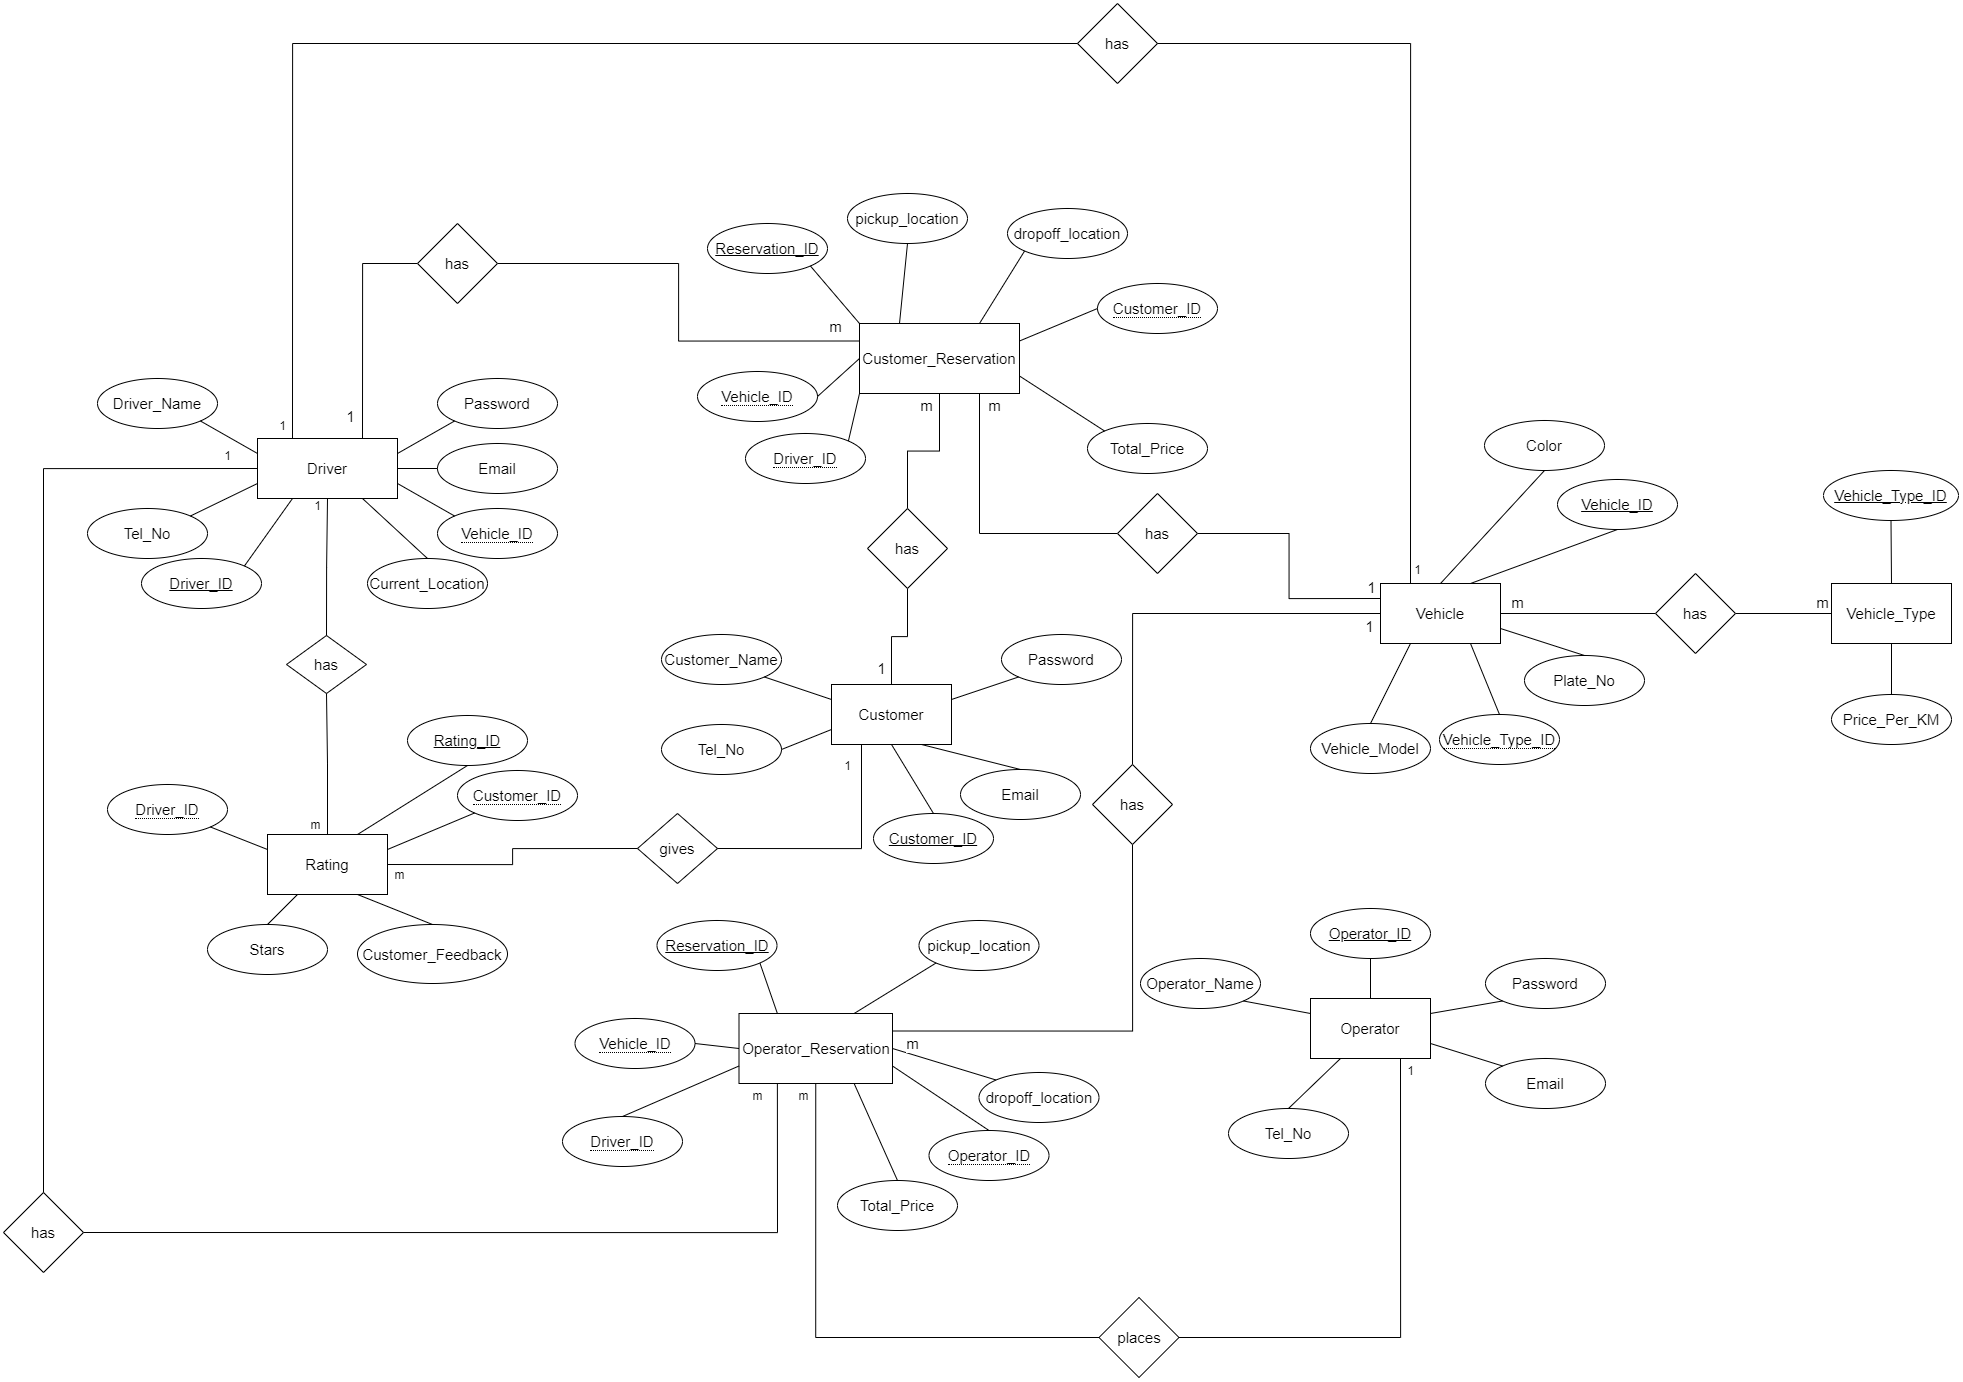 has
pickup_location
dropoff_location
Reservation_ID
has
Customer_ID
m
Customer_Reservation
Vehicle_ID
m
m
Driver_ID
Total_Price
Driver_Name
Password
1
1
1
Driver
Email
1
Tel_No
Vehicle_ID
Driver_ID
Current_Location
Color
Vehicle_ID
Vehicle_Type_ID
has
has
1
1
Vehicle
1
m
has
m
Vehicle_Type
Plate_No
Vehicle_Model
Vehicle_Type_ID
Price_Per_KM
has
Customer_Name
Password
1
Customer
Tel_No
1
Email
Customer_ID
has
Rating_ID
Customer_ID
Driver_ID
m
Rating
m
gives
Stars
Customer_Feedback
Reservation_ID
pickup_location
Vehicle_ID
Operator_Reservation
m
dropoff_location
m
m
Driver_ID
Operator_ID
Total_Price
Operator_ID
Operator_Name
Password
Operator
1
Email
Tel_No
has
places